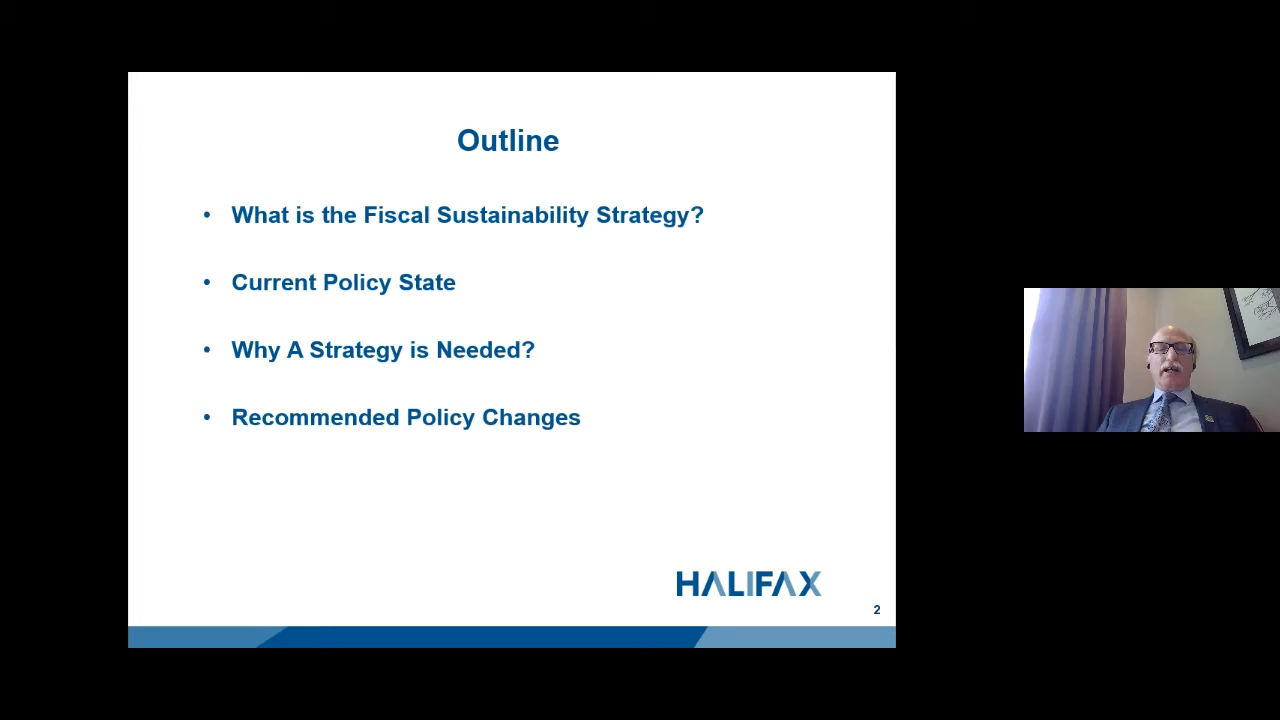 Outline
• What is the Fiscal Sustainability Strategy?
• Current Policy State
• Why A Strategy is Needed?
• Recommended Policy Changes
HALIFAX
2